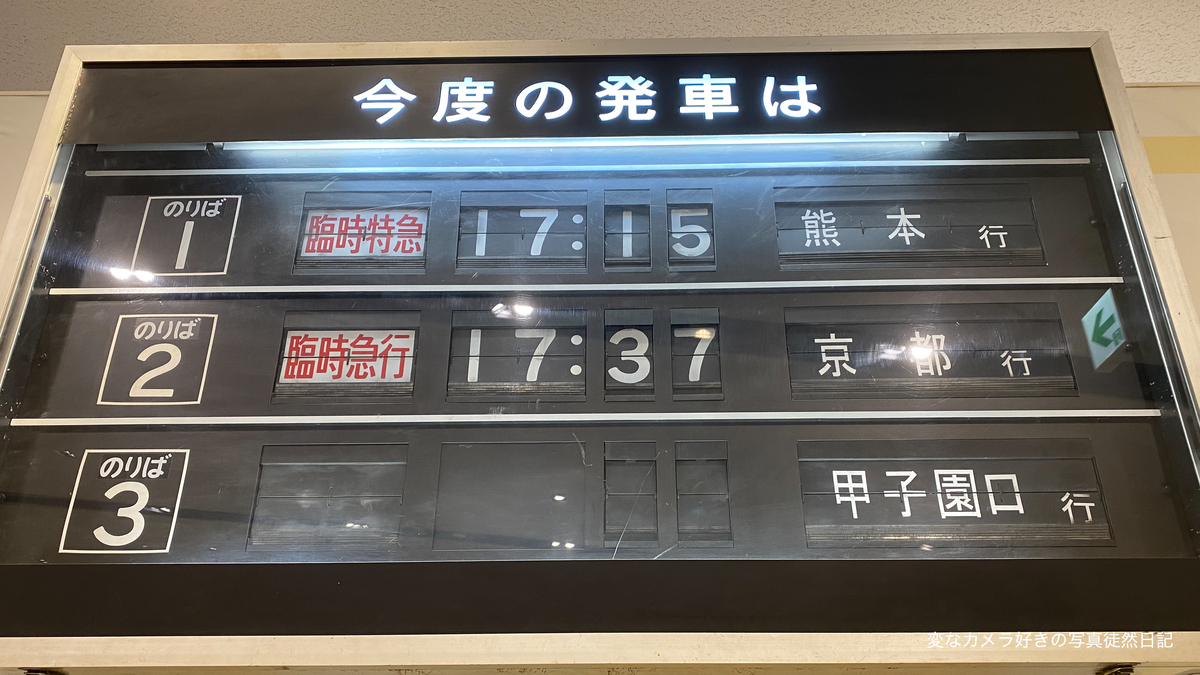 今度の発車は
のりば 1 臨時特急 17:15 熊本 行
のりば 2 臨時急行 17:37 京都 行
のりば 3 甲子園口 行
変なカメラ好きの写真徒然日記